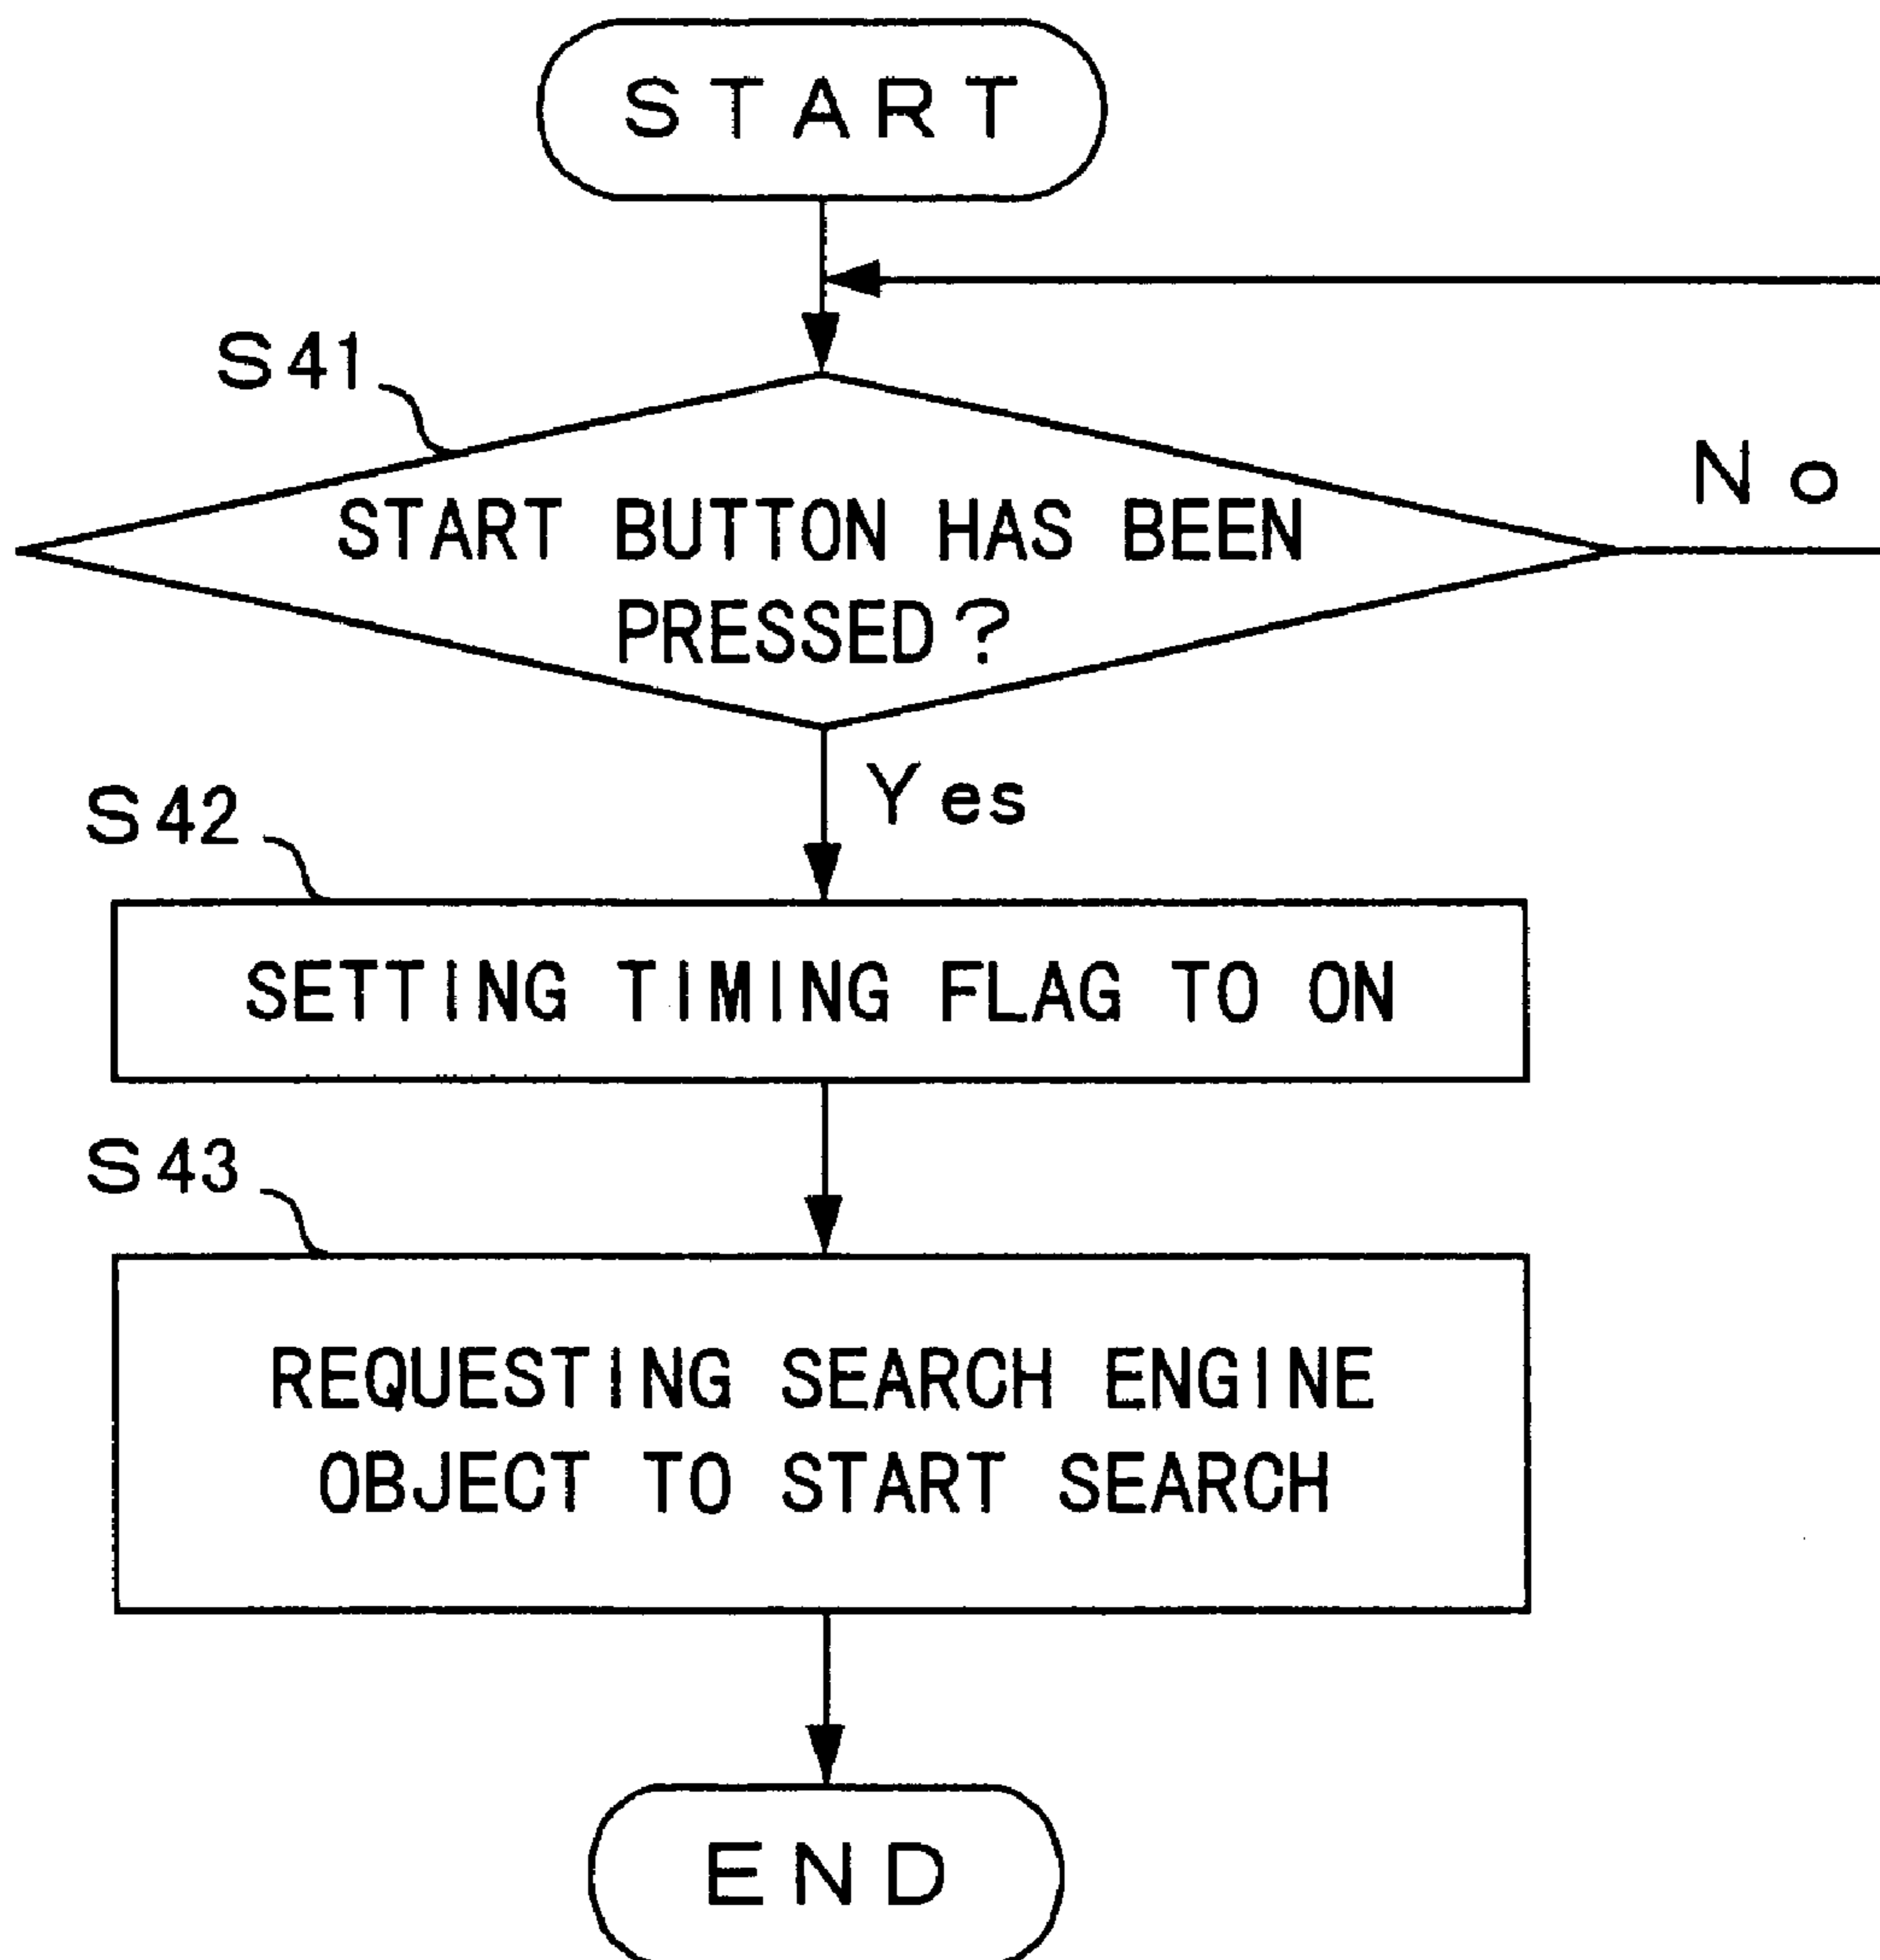 START
S41
START BUTTON HAS BEEN
PRESSED?
No
Yes
S42
SETTING TIMING FLAG TO ON
S43
REQUESTING SEARCH ENGINE
OBJECT TO START SEARCH
END